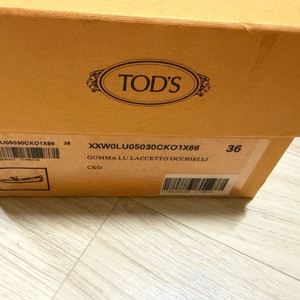 TOD'S
U05030CKO1X66 36
XXW0LU05030CKO1X66 36
GOMMA LU LACCETTO OCCHIELLI
CKO